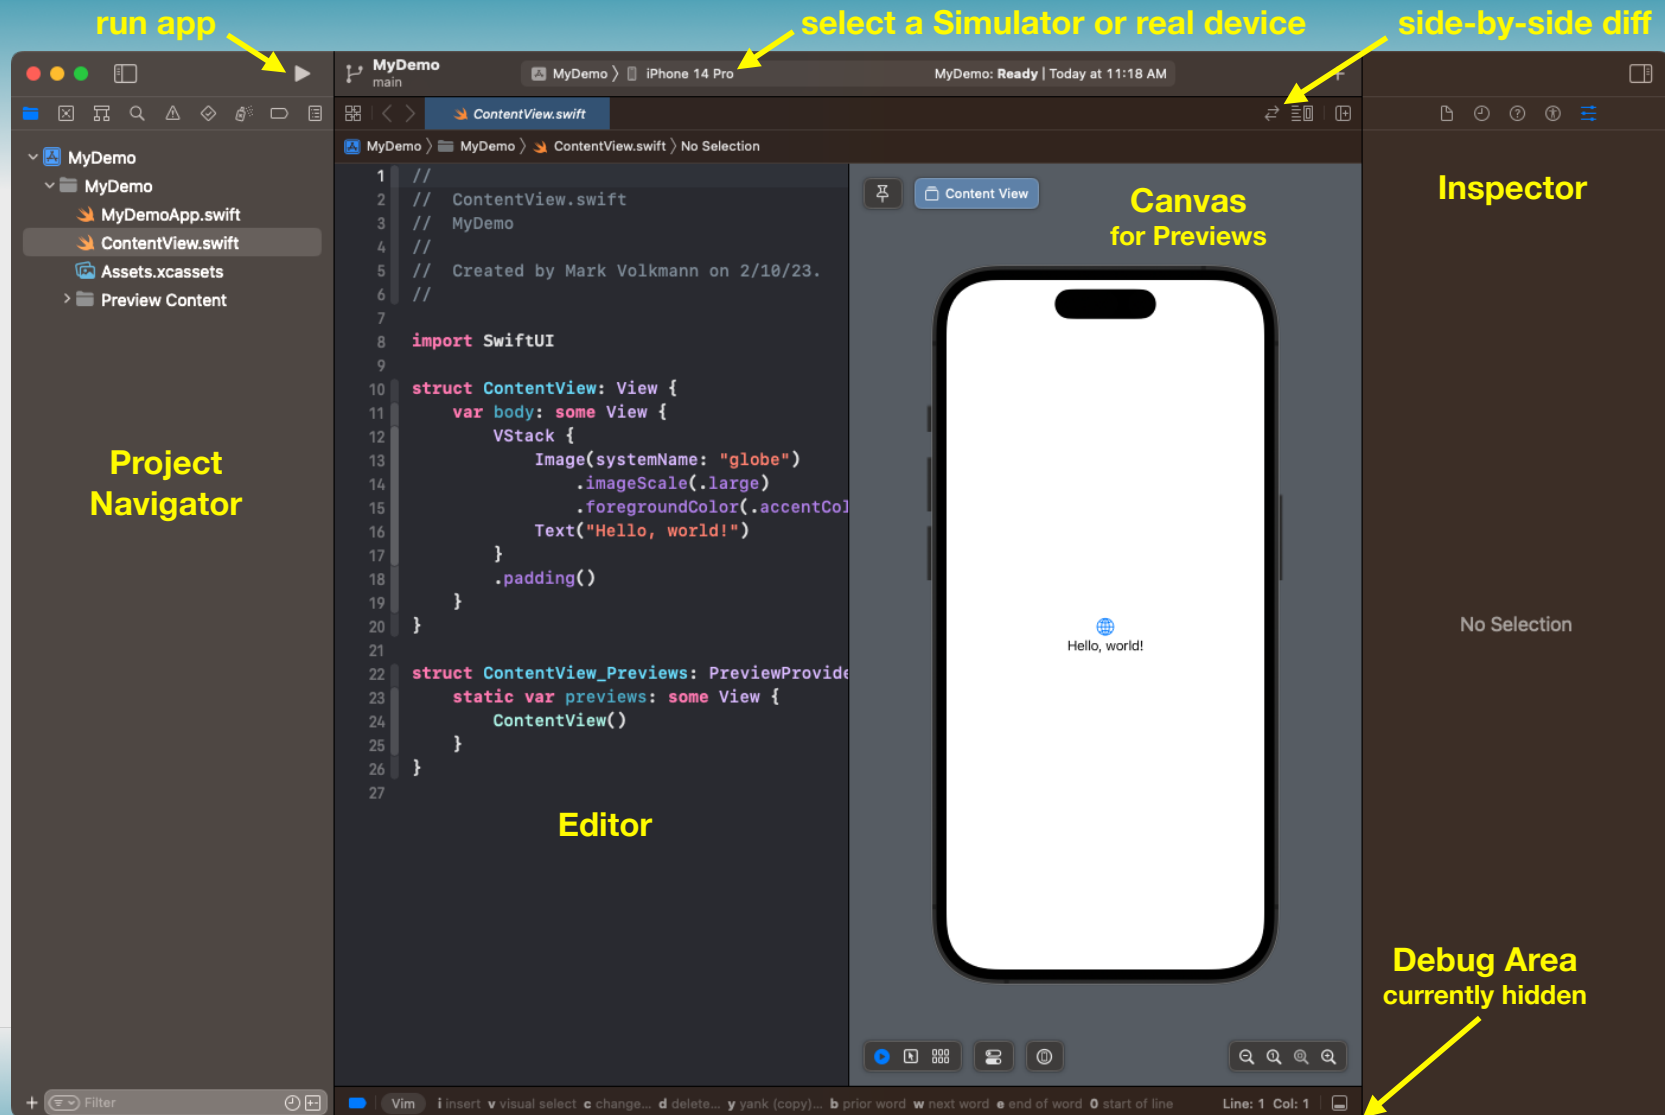 run app
select a Simulator or real device
side-by-side diff
MyDemo
main
MyDemo 〉 iPhone 14 Pro
MyDemo: Ready | Today at 11:18 AM
ContentView.swift
MyDemo 〉 MyDemo 〉 ContentView.swift 〉 No Selection
MyDemo
MyDemo
MyDemoApp.swift
ContentView.swift
Assets.xcassets
Preview Content
Project
Navigator
Filter
1 //
2 //  ContentView.swift
3 //  MyDemo
4 //
5 //  Created by Mark Volkmann on 2/10/23.
6 //
7
8 import SwiftUI
9
10 struct ContentView: View {
11     var body: some View {
12         VStack {
13             Image(systemName: "globe")
14                 .imageScale(.large)
15                 .foregroundColor(.accentCol
16             Text("Hello, world!")
17         }
18         .padding()
19     }
20 }
21
22 struct ContentView_Previews: PreviewProvide
23     static var previews: some View {
24         ContentView()
25     }
26 }
27
Editor
Content View
Canvas
for Previews
Hello, world!
Inspector
No Selection
Debug Area
currently hidden
Vim i insert v visual select c change... d delete... y yank (copy)... b prior word w next word e end of word 0 start of line
Line: 1 Col: 1